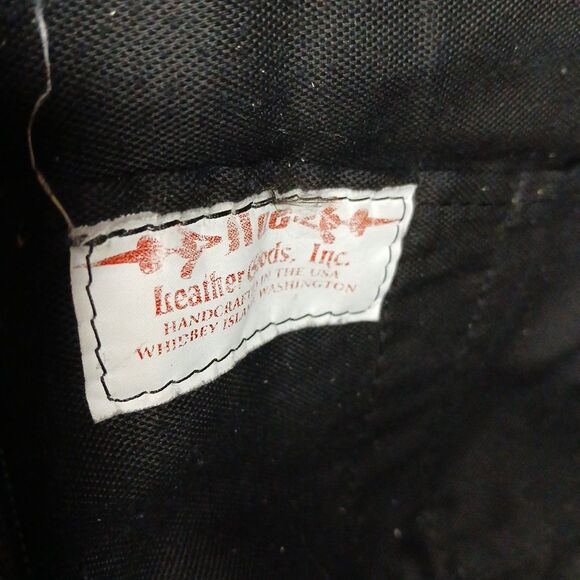 Leather Goods, Inc.
HANDCRAFTED IN THE USA
WHIDBEY ISLAND WASHINGTON